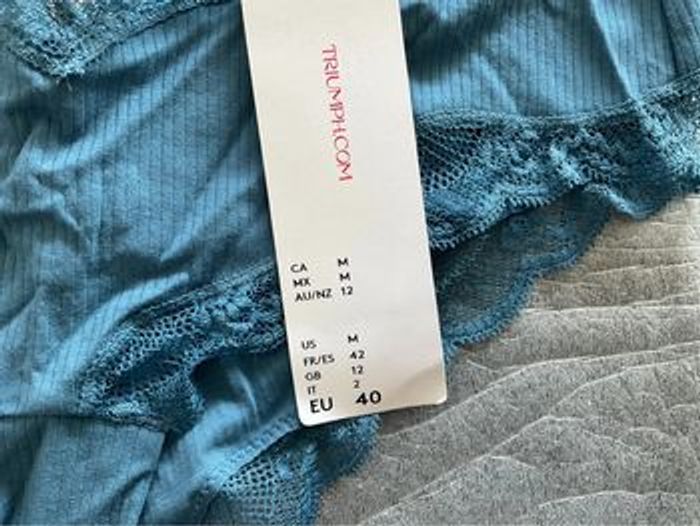 TRIUMPH.COM
CA M
MX M
AU/NZ 12
US M
FR/ES 42
GB 12
IT 2
EU 40